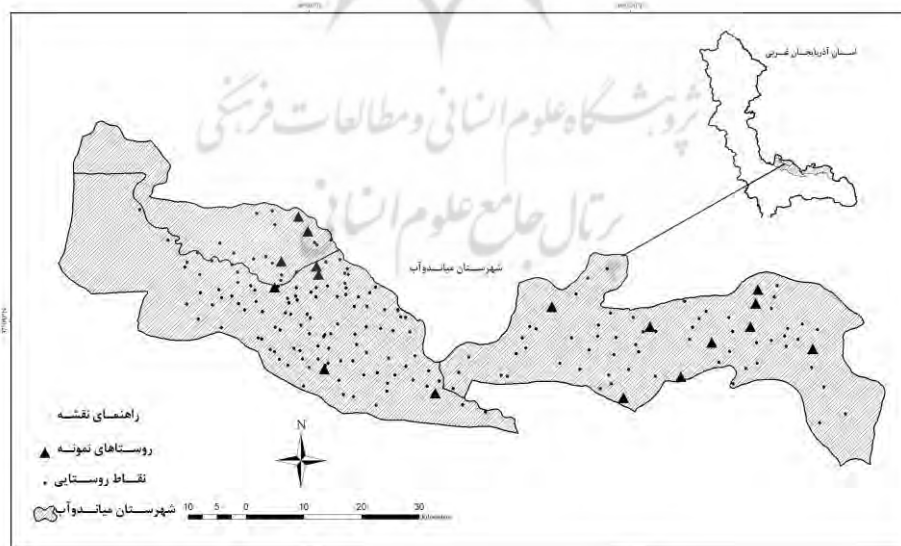 استان آذربایجان غربی
پژوهشگاه علوم انسانی و مطالعات فرهنگی
پرتال جامع علوم انسانی
شهرستان میاندوآب
راهنمای نقشه
روستاهای نمونه
نقاط روستایی
شهرستان میاندوآب
N
10 5 0 10 20 30
Kilometers